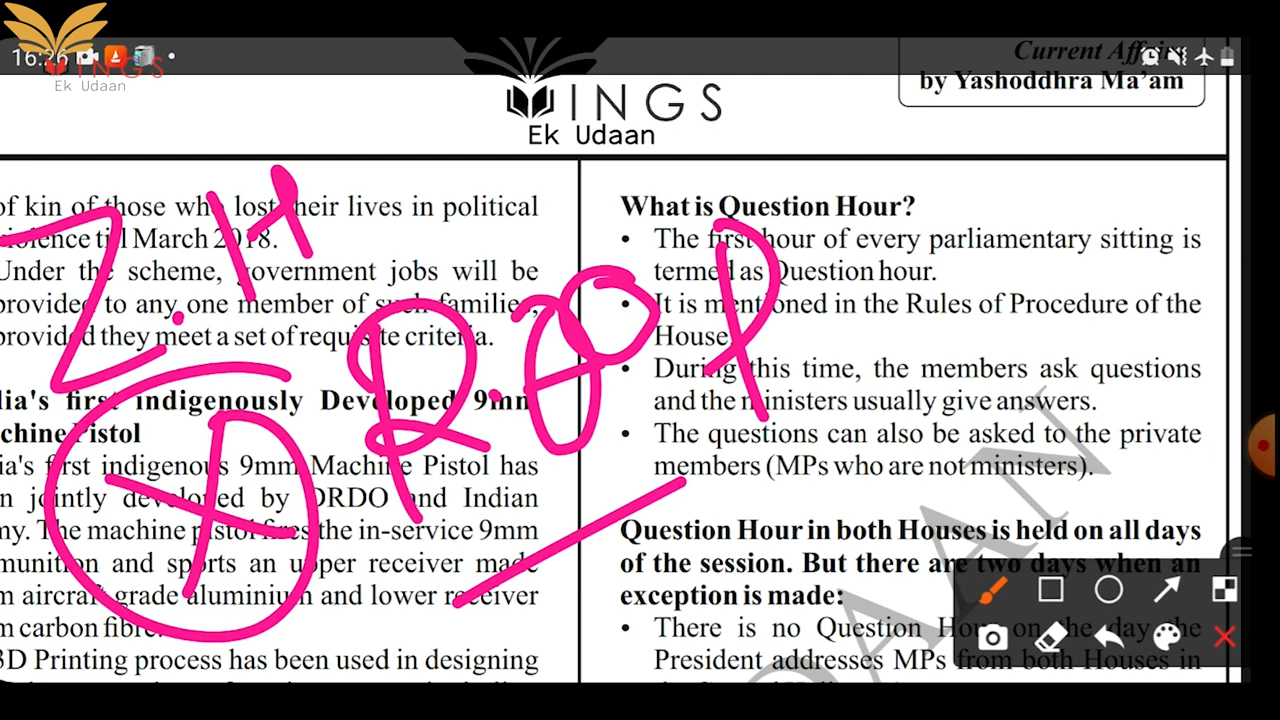 16:26
INGS
Ek Udaan
INGS
Ek Udaan
Current Affairs
by Yashoddhra Ma'am
of kin of those who lost their lives in political
violence till March 2018.
Under the scheme, government jobs will be
provided to any one member of such families,
provided they meet a set of requisite criteria.
dia's first indigenously Developed 9mm
chine Pistol
ia's first indigenous 9mm Machine Pistol has
n jointly developed by DRDO and Indian
my. The machine pistol fires the in-service 9mm
munition and sports an upper receiver made
m aircraft grade aluminium and lower receiver
m carbon fibre.
3D Printing process has been used in designing
What is Question Hour?
• The first hour of every parliamentary sitting is
termed as Question hour.
• It is mentioned in the Rules of Procedure of the
House.
• During this time, the members ask questions
and the ministers usually give answers.
• The questions can also be asked to the private
members (MPs who are not ministers).
Question Hour in both Houses is held on all days
of the session. But there are two days when an
exception is made:
• There is no Question Hour on the day the
President addresses MPs from both Houses in
Z.H
R.OOP